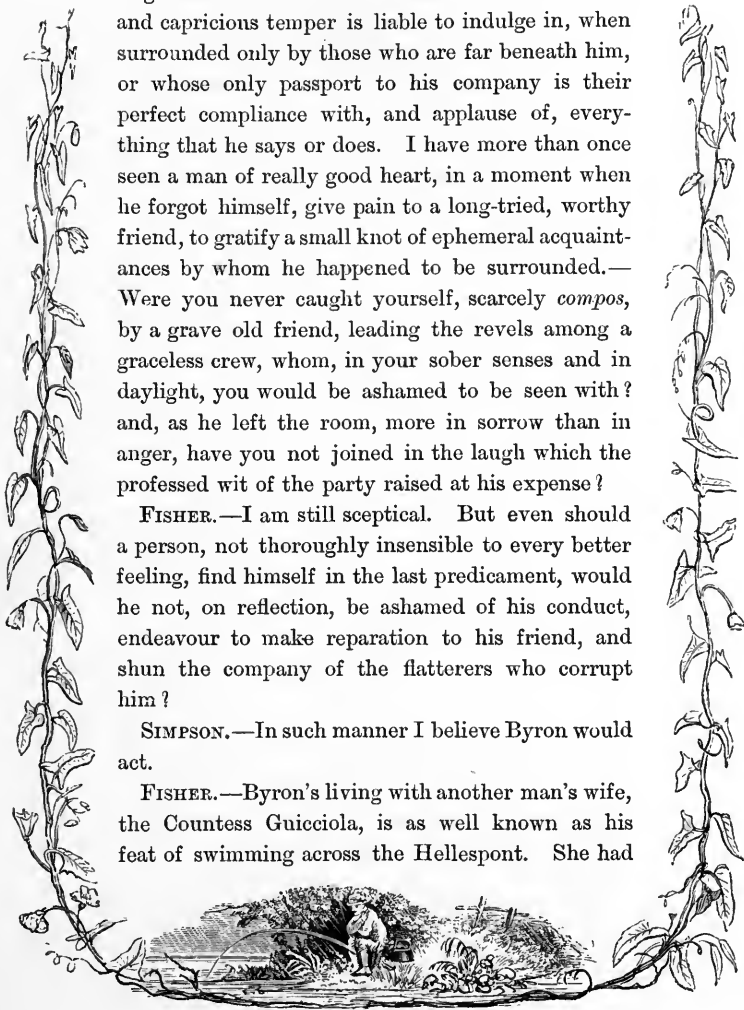 and capricious temper is liable to indulge in, when
surrounded only by those who are far beneath him,
or whose only passport to his company is their
perfect compliance with, and applause of, every-
thing that he says or does. I have more than once
seen a man of really good heart, in a moment when
he forgot himself, give pain to a long-tried, worthy
friend, to gratify a small knot of ephemeral acquaint-
ances by whom he happened to be surrounded.—
Were you never caught yourself, scarcely compos,
by a grave old friend, leading the revels among a
graceless crew, whom, in your sober senses and in
daylight, you would be ashamed to be seen with?
and, as he left the room, more in sorrow than in
anger, have you not joined in the laugh which the
professed wit of the party raised at his expense?
FISHER.—I am still sceptical. But even should
a person, not thoroughly insensible to every better
feeling, find himself in the last predicament, would
he not, on reflection, be ashamed of his conduct,
endeavour to make reparation to his friend, and
shun the company of the flatterers who corrupt
him?
SIMPSON.—In such manner I believe Byron would
act.
FISHER.—Byron's living with another man's wife,
the Countess Guicciola, is as well known as his
feat of swimming across the Hellespont. She had